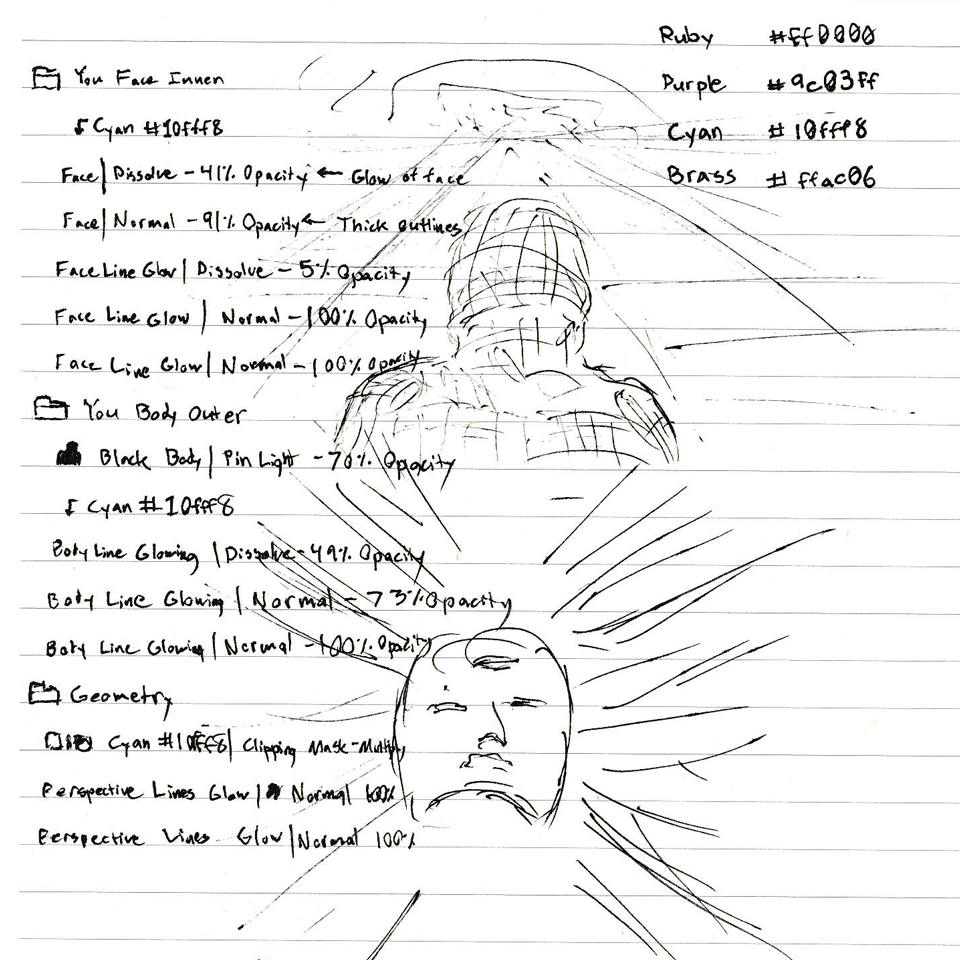 Ruby #ff0000
Purple #9c03ff
Cyan #10fff8
Brass #ffac06
You Face Inner
Cyan #10fff8
Face | Dissolve - 41% Opacity ← Glow of face
Face | Normal - 91% Opacity ← Thick outlines
Face Line Glow | Dissolve - 5% Opacity
Face Line Glow | Normal - 100% Opacity
Face Line Glow | Normal - 100% Opacity
You Body Outer
Black Body | Pin Light - 70% Opacity
Cyan #10fff8
Body Line Glowing | Dissolve - 49% Opacity
Body Line Glowing | Normal - 73% Opacity
Body Line Glowing | Normal - 100% Opacity
Geometry
Cyan #10fff8 | Clipping Mask - Multiply
Perspective Lines Glow | Normal 100%
Perspective Lines Glow | Normal 100%